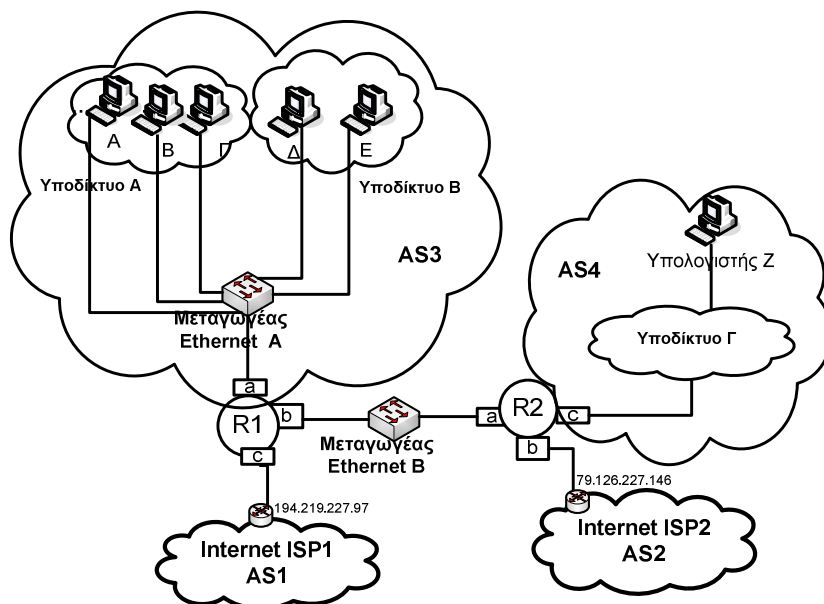 Α
Β
Γ
Δ
Ε
Υποδίκτυο Α
Υποδίκτυο Β
AS3
Μεταγωγέας
Ethernet A
a
R1
b
c
Μεταγωγέας
Ethernet B
a
R2
c
b
AS4
Υπολογιστής Ζ
Υποδίκτυο Γ
194.219.227.97
Internet ISP1
AS1
79.126.227.146
Internet ISP2
AS2